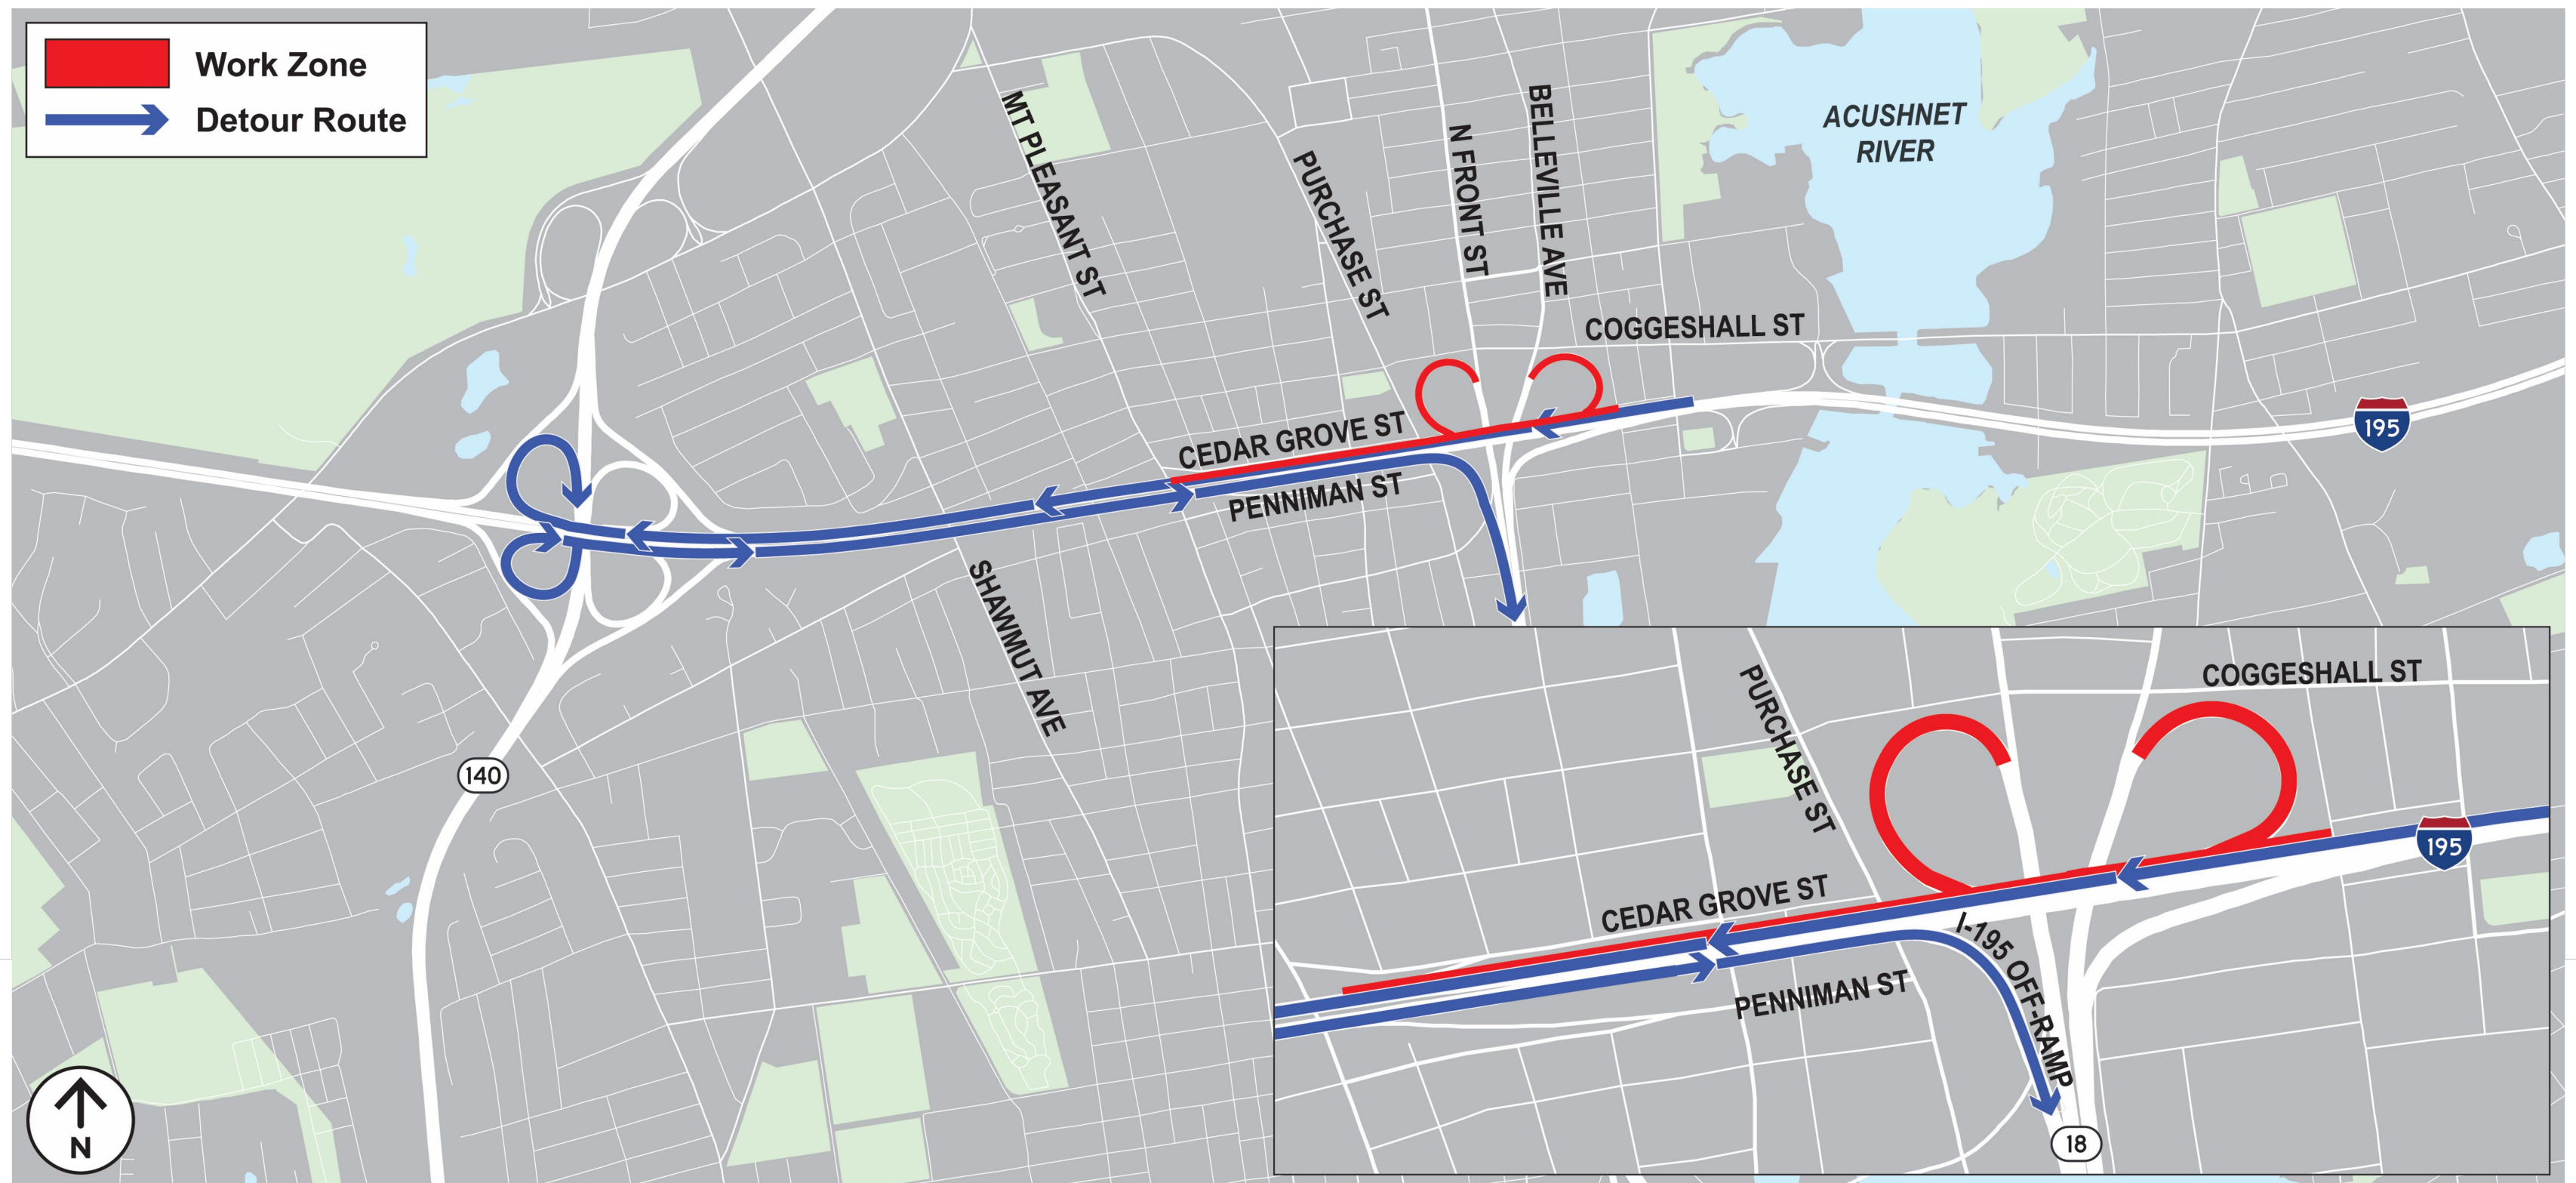 Work Zone
Detour Route
MT PLEASANT ST
PURCHASE ST
N FRONT ST
BELLEVILLE AVE
ACUSHNET
RIVER
COGGESHALL ST
CEDAR GROVE ST
PENNIMAN ST
195
SHAWMUT AVE
140
N
PURCHASE ST
COGGESHALL ST
195
CEDAR GROVE ST
I-195 OFF-RAMP
PENNIMAN ST
18